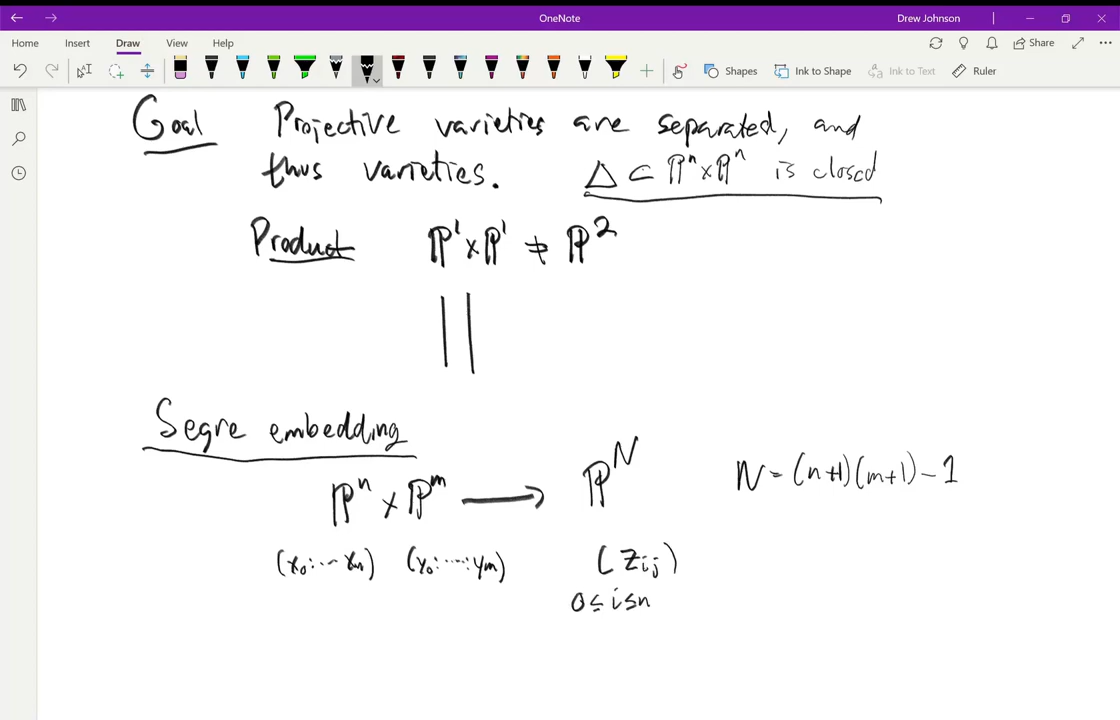 OneNote
Drew Johnson
Home Insert Draw View Help
Share
Shapes Ink to Shape Ink to Text Ruler
Goal Projective varieties are separated, and
thus varieties. Δ ⊂ ℙⁿ×ℙⁿ is closed
Product ℙ¹×ℙ¹ ≠ ℙ²
Segre embedding
ℙⁿ × ℙᵐ ⟶ ℙᴺ N = (n+1)(m+1)-1
(x₀:⋯xₙ) (y₀:⋯:yₘ) (zᵢⱼ)
0≤i≤n